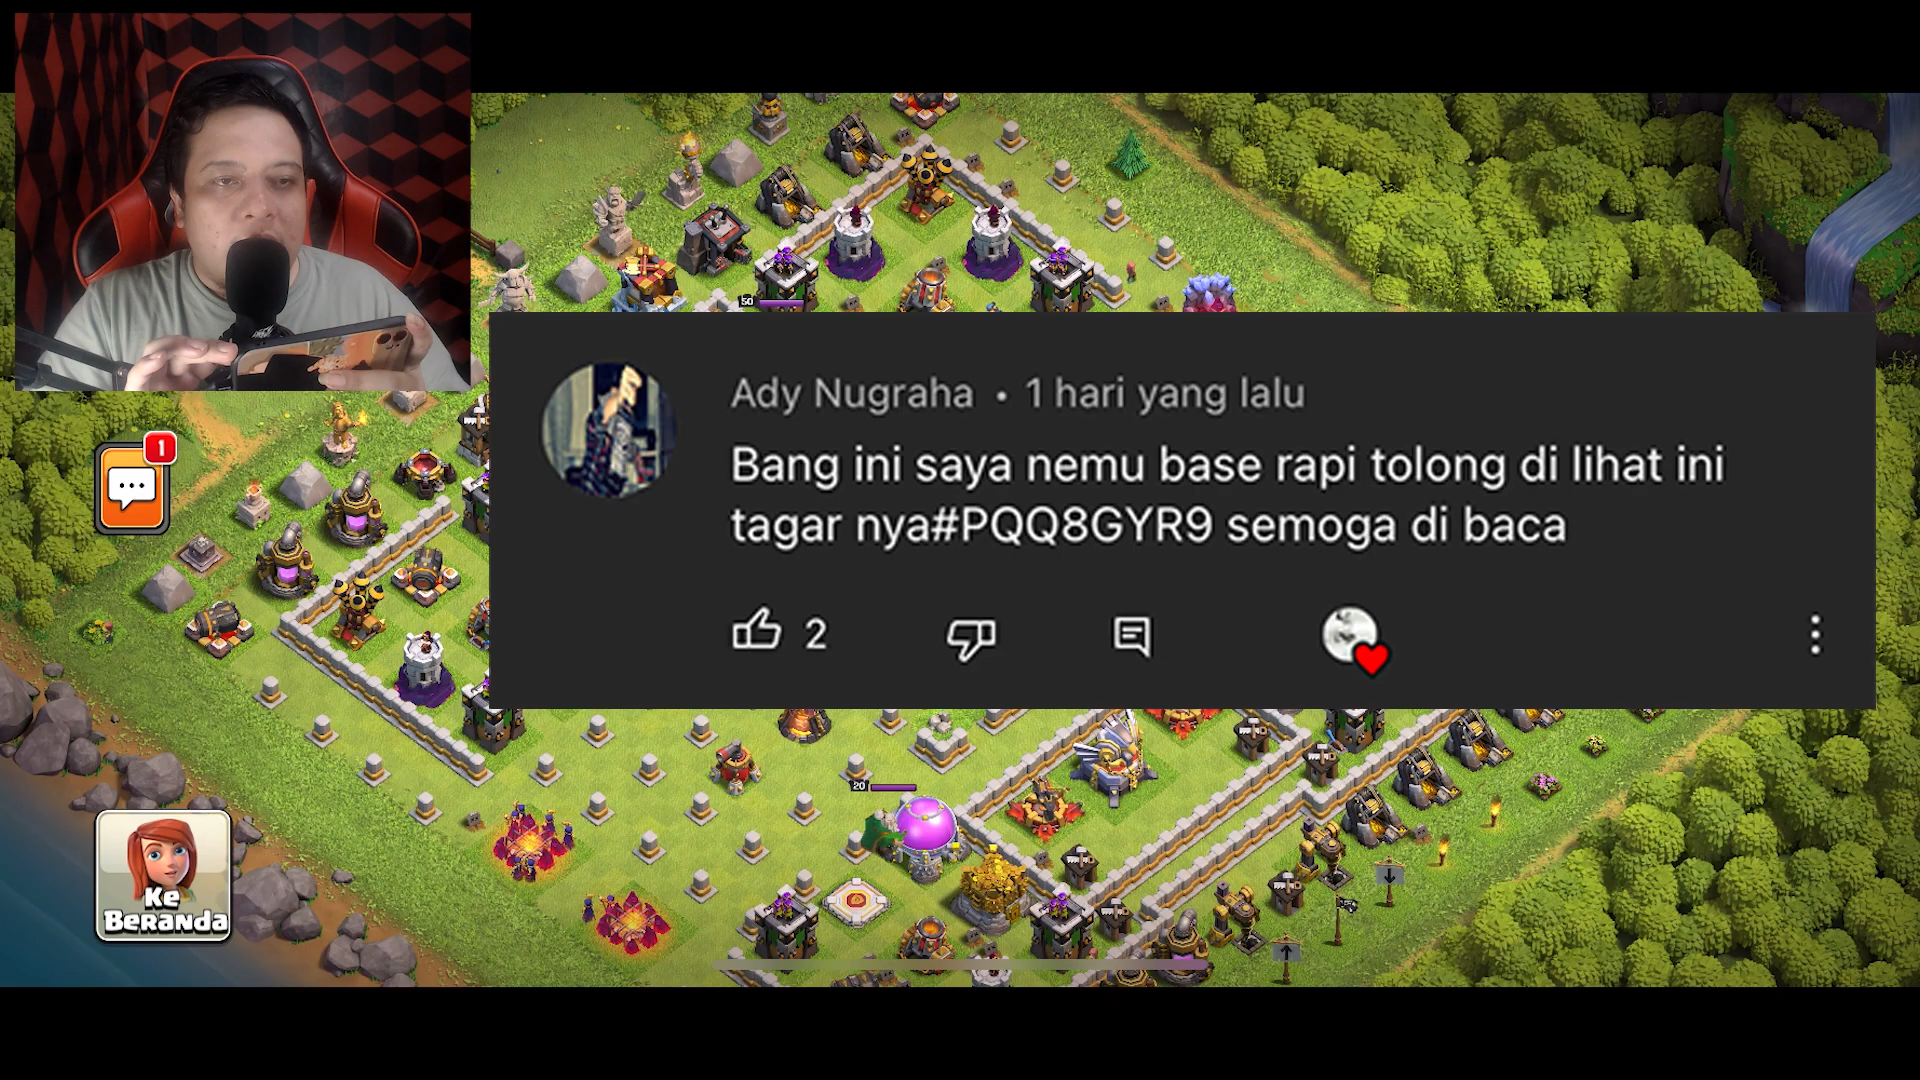 1
50
Ady Nugraha • 1 hari yang lalu
Bang ini saya nemu base rapi tolong di lihat ini
tagar nya#PQQ8GYR9 semoga di baca
2
20
Ke
Beranda